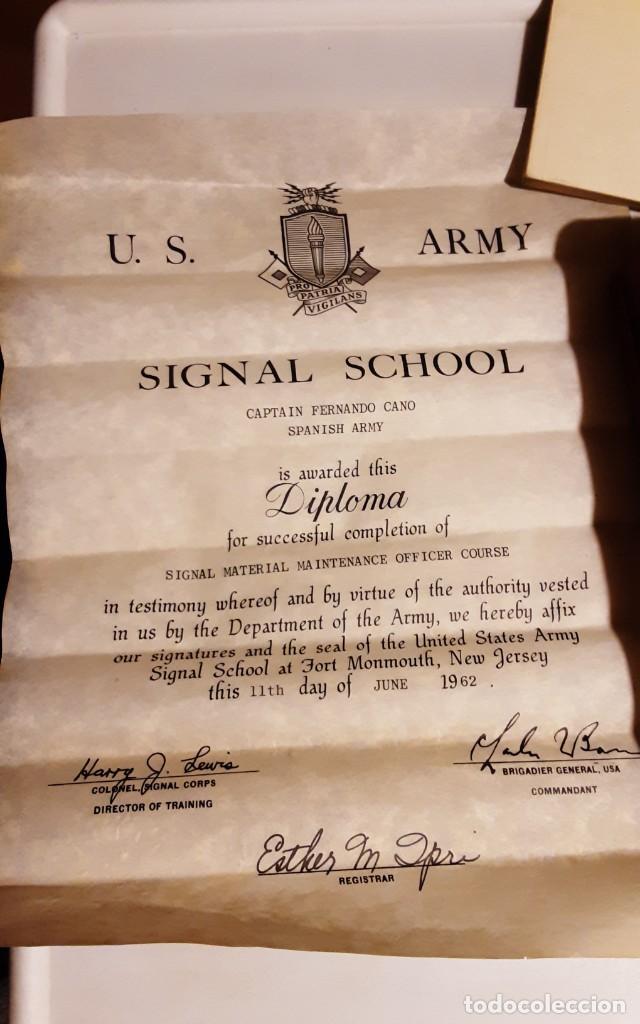 U. S. ARMY
PRO
PATRIA
VIGILANS
SIGNAL SCHOOL
CAPTAIN FERNANDO CANO
SPANISH ARMY
is awarded this
Diploma
for successful completion of
SIGNAL MATERIAL MAINTENANCE OFFICER COURSE
in testimony whereof and by virtue of the authority vested
in us by the Department of the Army, we hereby affix
our signatures and the seal of the United States Army
Signal School at Fort Monmouth, New Jersey
this 11th day of JUNE 1962 .
Harry J. Lewis
COLONEL, SIGNAL CORPS
DIRECTOR OF TRAINING
BRIGADIER GENERAL, USA
COMMANDANT
Esther M
REGISTRAR
todocoleccion